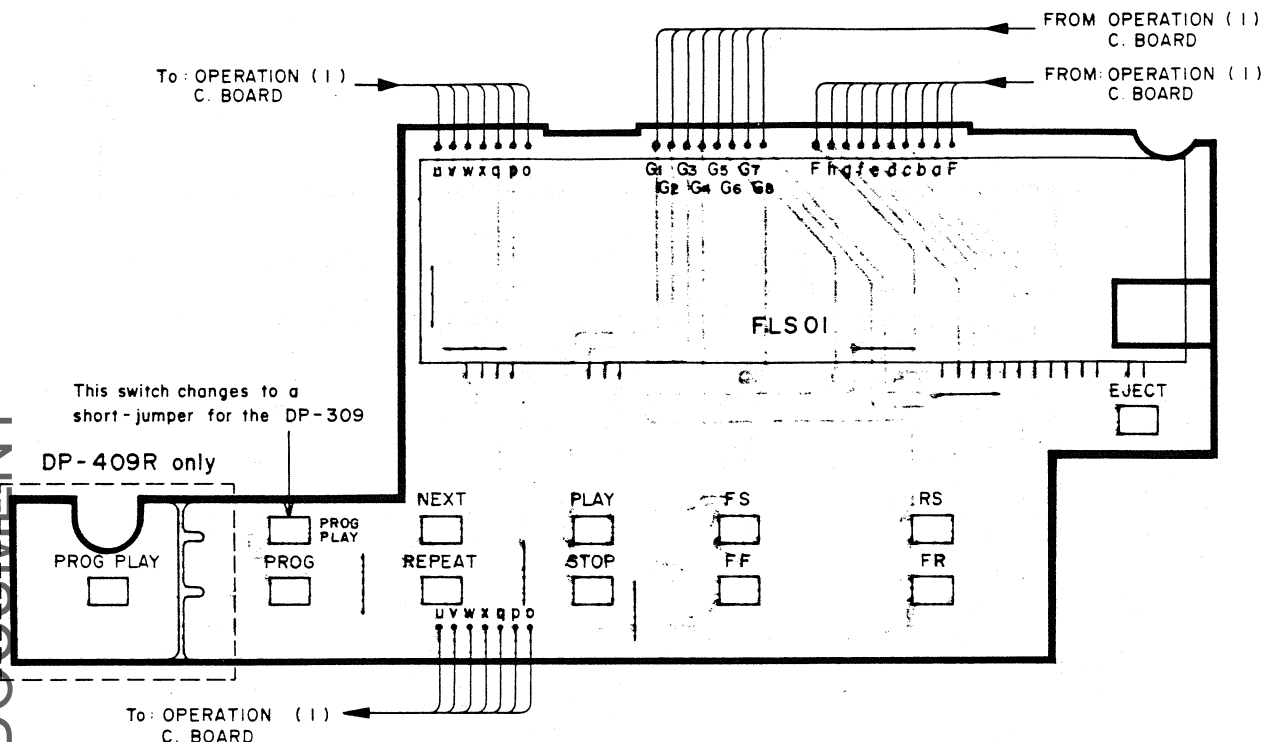 FROM OPERATION (1)
C. BOARD
To: OPERATION (1)
C. BOARD
FROM: OPERATION (1)
C. BOARD
u v w x q p o
G1 G3 G5 G7
G2 G4 G6 G8
F h g f e d c b a F
FLS01
EJECT
This switch changes to a
short-jumper for the DP-309
DP-409R only
NEXT
PLAY
FS
RS
PROG
PLAY
PROG PLAY
PROG
REPEAT
STOP
FF
FR
u v w x q p o
To: OPERATION (1)
C. BOARD